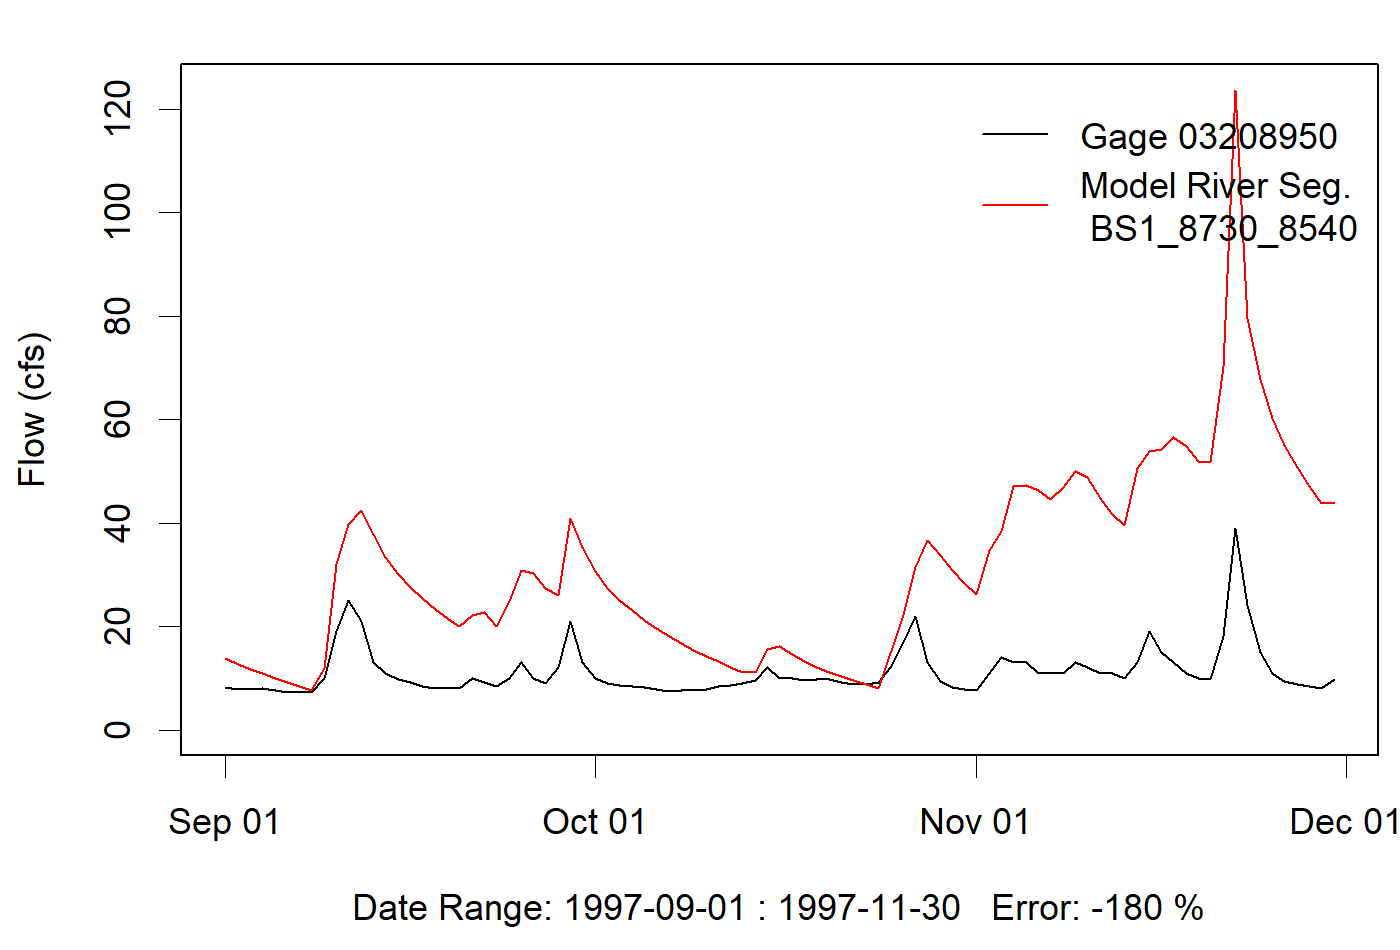 120
100
80
60
40
20
0
Flow (cfs)
Gage 03208950
Model River Seg.
BS1_8730_8540
Sep 01
Oct 01
Nov 01
Dec 01
Date Range: 1997-09-01 : 1997-11-30 Error: -180 %